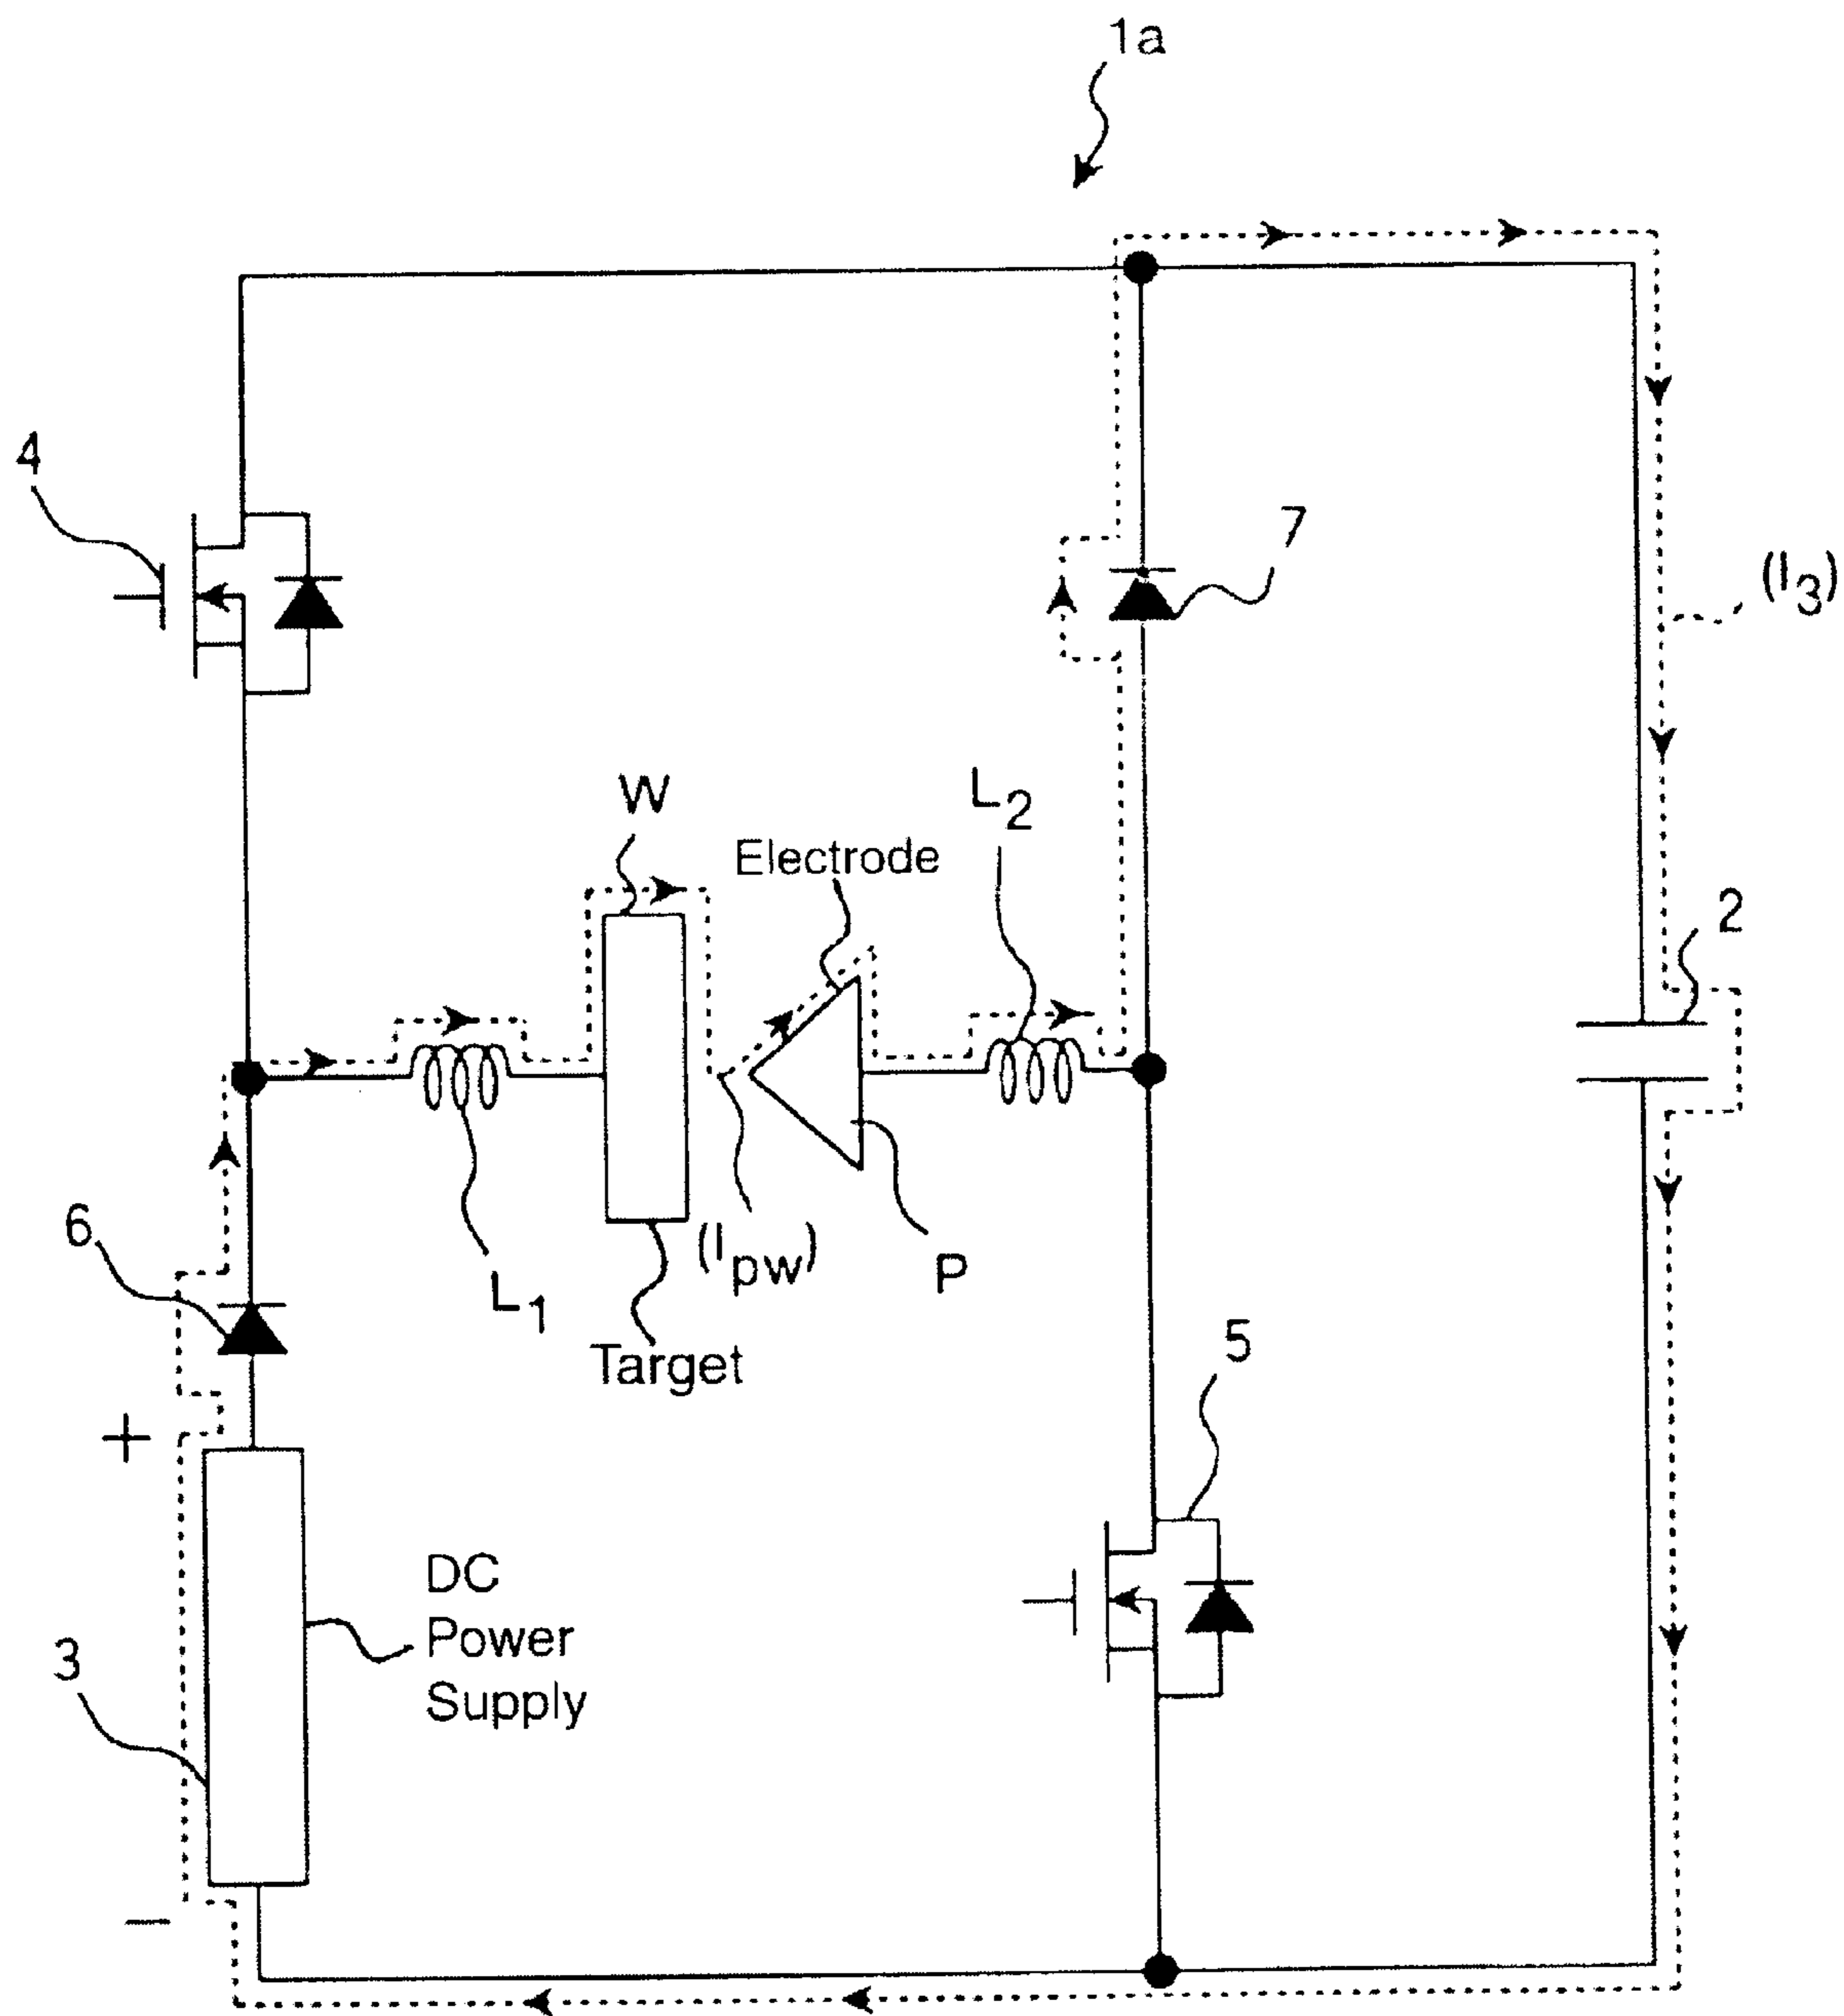 1a
4
7
(I3)
W
L2
Electrode
2
6
L1
(Ipw)
P
Target
5
+
DC
Power
Supply
3
−